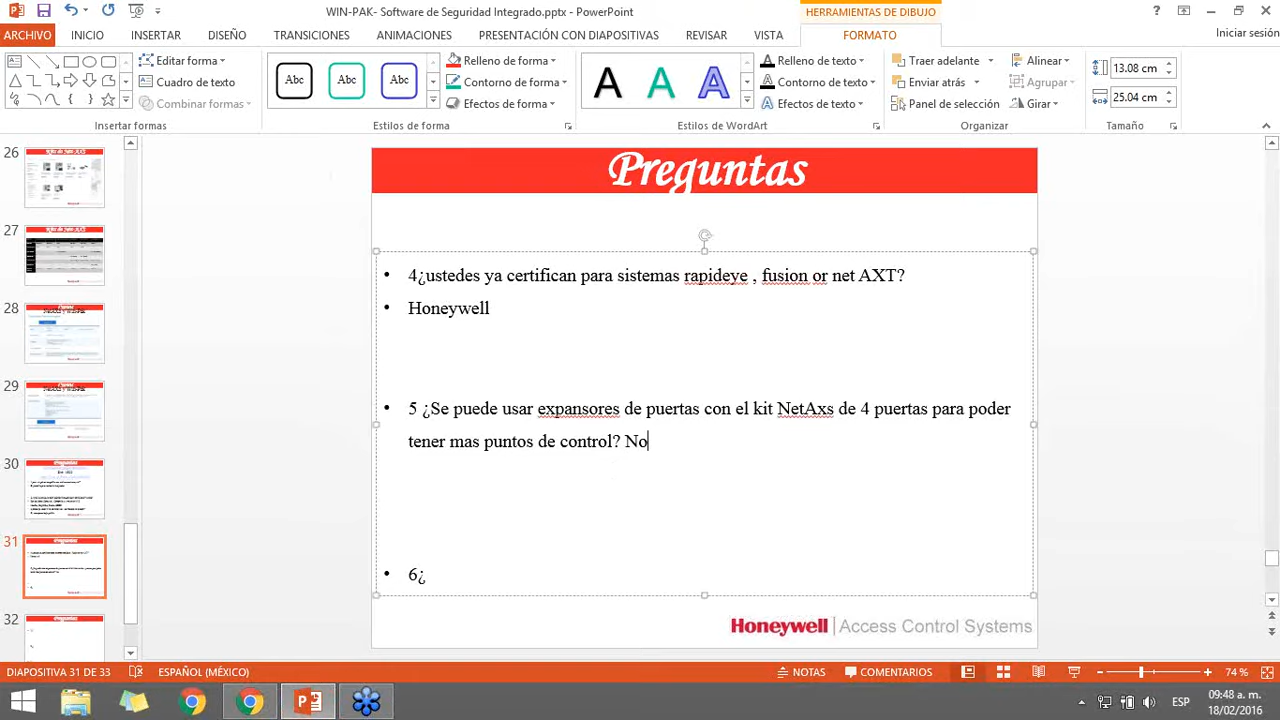 WIN-PAK- Software de Seguridad Integrado.pptx - PowerPoint
HERRAMIENTAS DE DIBUJO
ARCHIVO INICIO INSERTAR DISEÑO TRANSICIONES ANIMACIONES PRESENTACIÓN CON DIAPOSITIVAS REVISAR VISTA FORMATO Iniciar sesión
Editar forma
Cuadro de texto
Combinar formas
Insertar formas
Abc Abc Abc
Relleno de forma
Contorno de forma
Efectos de forma
Estilos de forma
A A A
Relleno de texto
Contorno de texto
Efectos de texto
Estilos de WordArt
Traer adelante
Enviar atrás
Panel de selección
Alinear
Agrupar
Girar
Organizar
13.08 cm
25.04 cm
Tamaño
26
27
28
29
30
31
32
Preguntas
• 4¿ustedes ya certifican para sistemas rapideye , fusion or net AXT?
• Honeywell
• 5 ¿Se puede usar expansores de puertas con el kit NetAxs de 4 puertas para poder
tener mas puntos de control? No
• 6¿
Honeywell | Access Control Systems
DIAPOSITIVA 31 DE 33 ESPAÑOL (MÉXICO) NOTAS COMENTARIOS 74 %
ESP
09:48 a. m.
18/02/2016